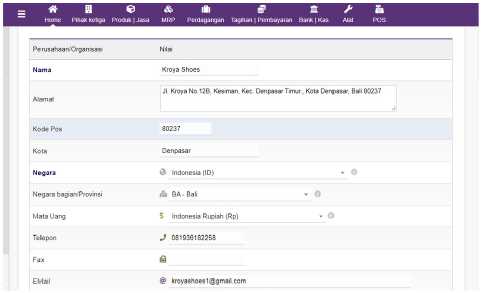 Home Pihak ketiga Produk | Jasa MRP Perdagangan Tagihan | Pembayaran Bank | Kas Alat POS
Perusahaan/Organisasi Nilai
Nama Kroya Shoes
Alamat Jl. Kroya No.12B, Kesiman, Kec. Denpasar Timur., Kota Denpasar, Bali 80237
Kode Pos 80237
Kota Denpasar
Negara Indonesia (ID)
Negara bagian/Provinsi BA - Bali
Mata Uang $ Indonesia Rupiah (Rp)
Telepon 081936182258
Fax
EMail @ kroyashoes1@gmail.com